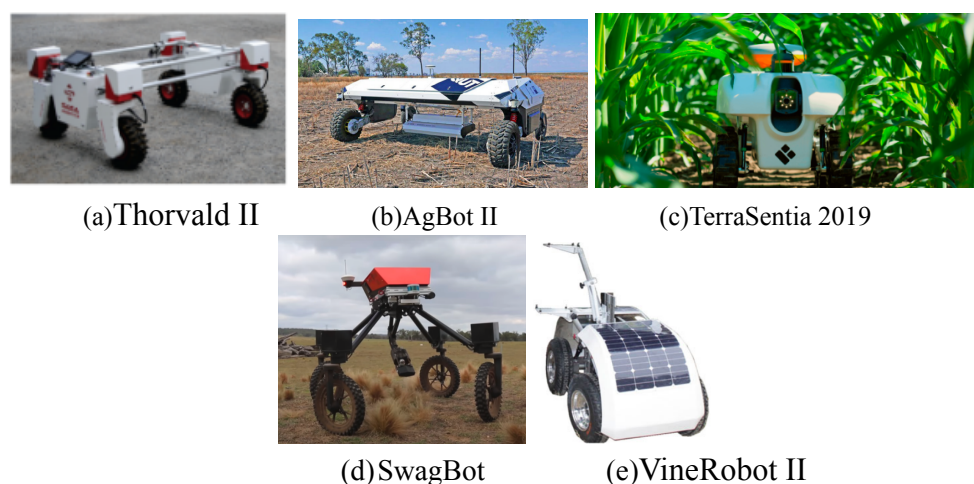 (a)Thorvald II
(b)AgBot II
(c)TerraSentia 2019
(d)SwagBot
(e)VineRobot II